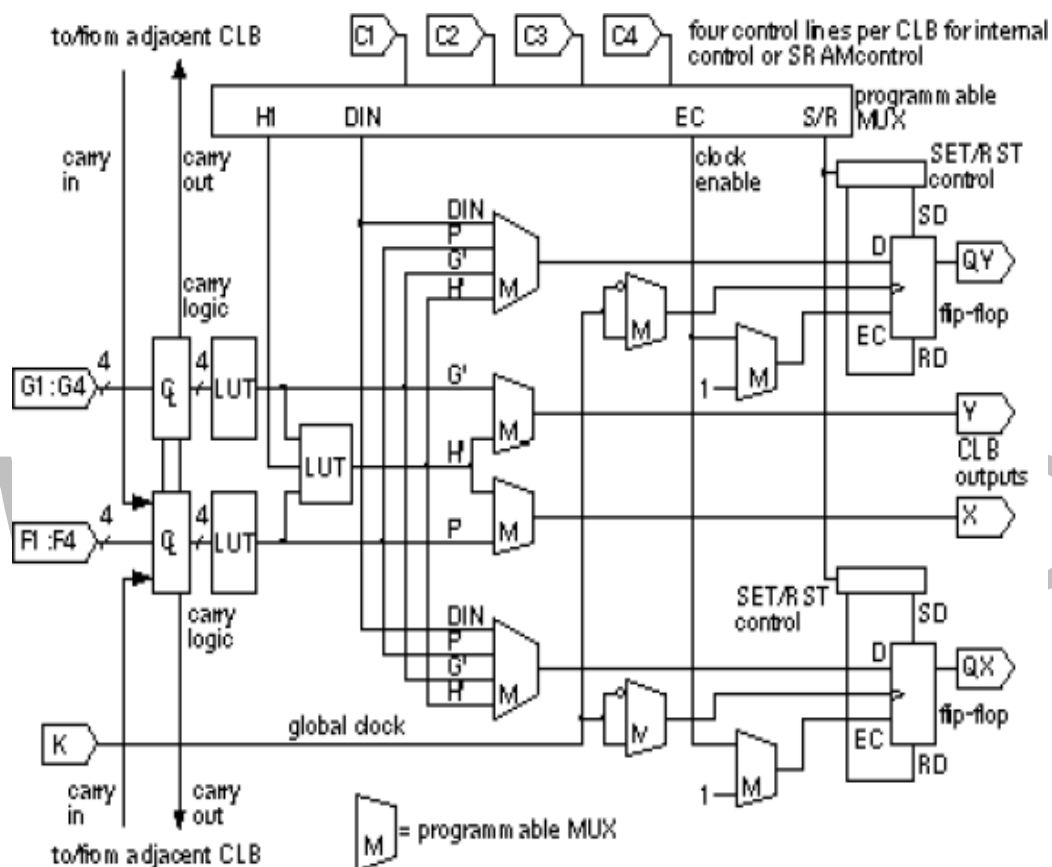 to/from adjacent CLB
C1
C2
C3
C4
four control lines per CLB for internal
control or SRAMcontrol
programmable
MUX
H1
DIN
EC
S/R
carry
in
carry
out
clock
enable
SET/RST
control
SD
DIN
P
G'
H'
M
D
QY
M
flip-flop
EC
RD
M
1
carry
logic
4
4
G1:G4
CL
LUT
G'
M
Y
CLB
outputs
LUT
H'
4
4
F1:F4
CL
LUT
P
M
X
carry
logic
SET/RST
control
SD
DIN
P
G'
H'
M
D
QX
M
flip-flop
EC
RD
M
1
K
global clock
carry
in
carry
out
M
= programmable MUX
to/from adjacent CLB